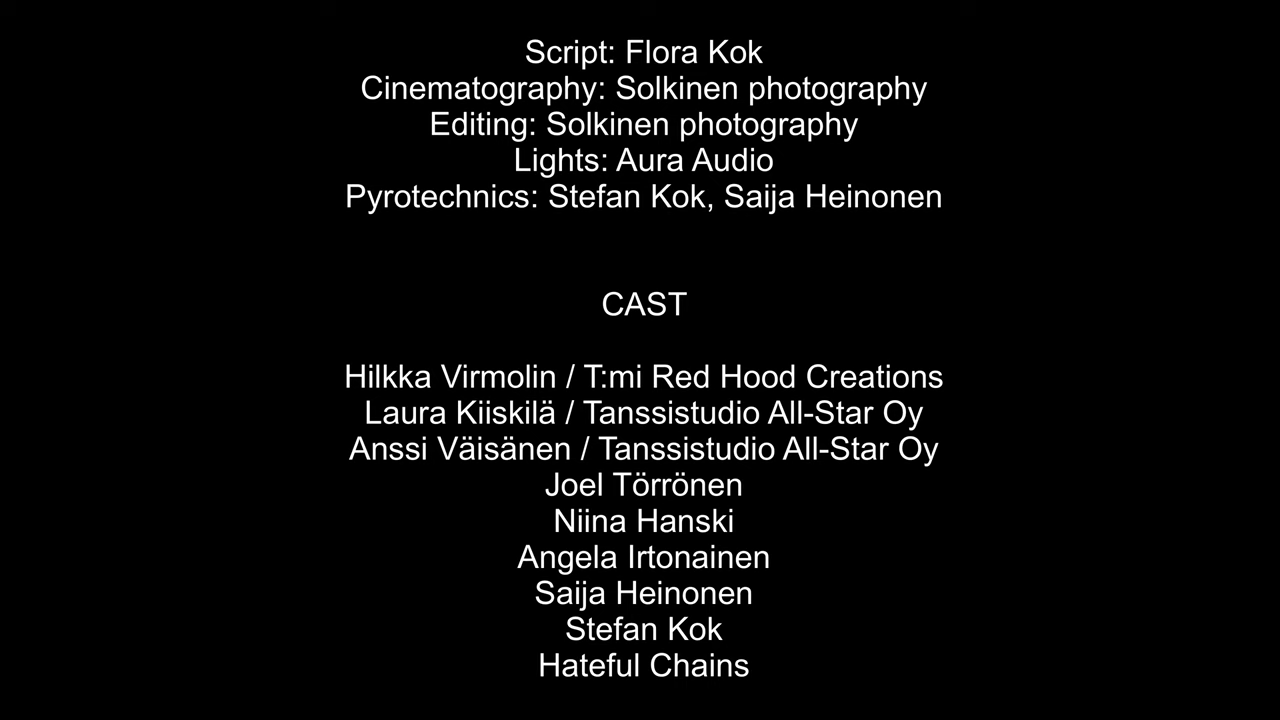 Script: Flora Kok
Cinematography: Solkinen photography
Editing: Solkinen photography
Lights: Aura Audio
Pyrotechnics: Stefan Kok, Saija Heinonen
CAST
Hilkka Virmolin / T:mi Red Hood Creations
Laura Kiiskilä / Tanssistudio All-Star Oy
Anssi Väisänen / Tanssistudio All-Star Oy
Joel Törrönen
Niina Hanski
Angela Irtonainen
Saija Heinonen
Stefan Kok
Hateful Chains